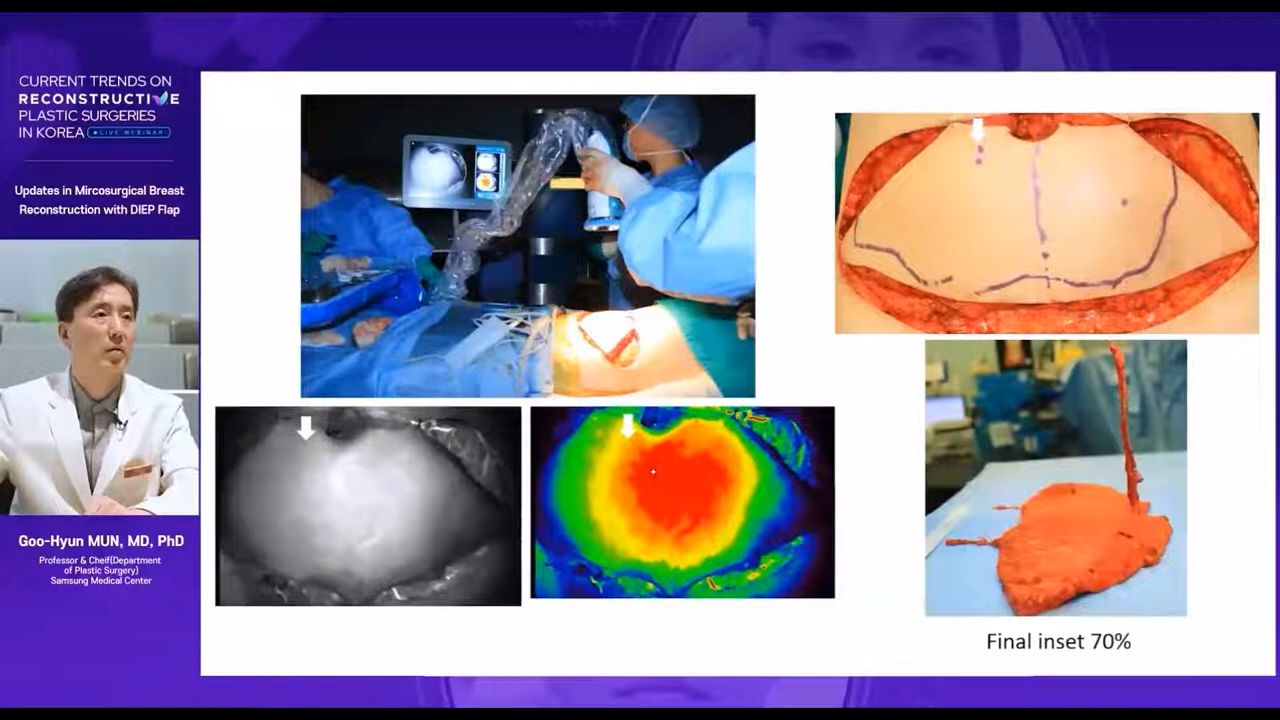 CURRENT TRENDS ON
RECONSTRUCTIVE
PLASTIC SURGERIES
IN KOREA LIVE WEBINAR
Updates in Mircosurgical Breast
Reconstruction with DIEP Flap
Goo-Hyun MUN, MD, PhD
Professor & Cheif(Department
of Plastic Surgery)
Samsung Medical Center
Final inset 70%